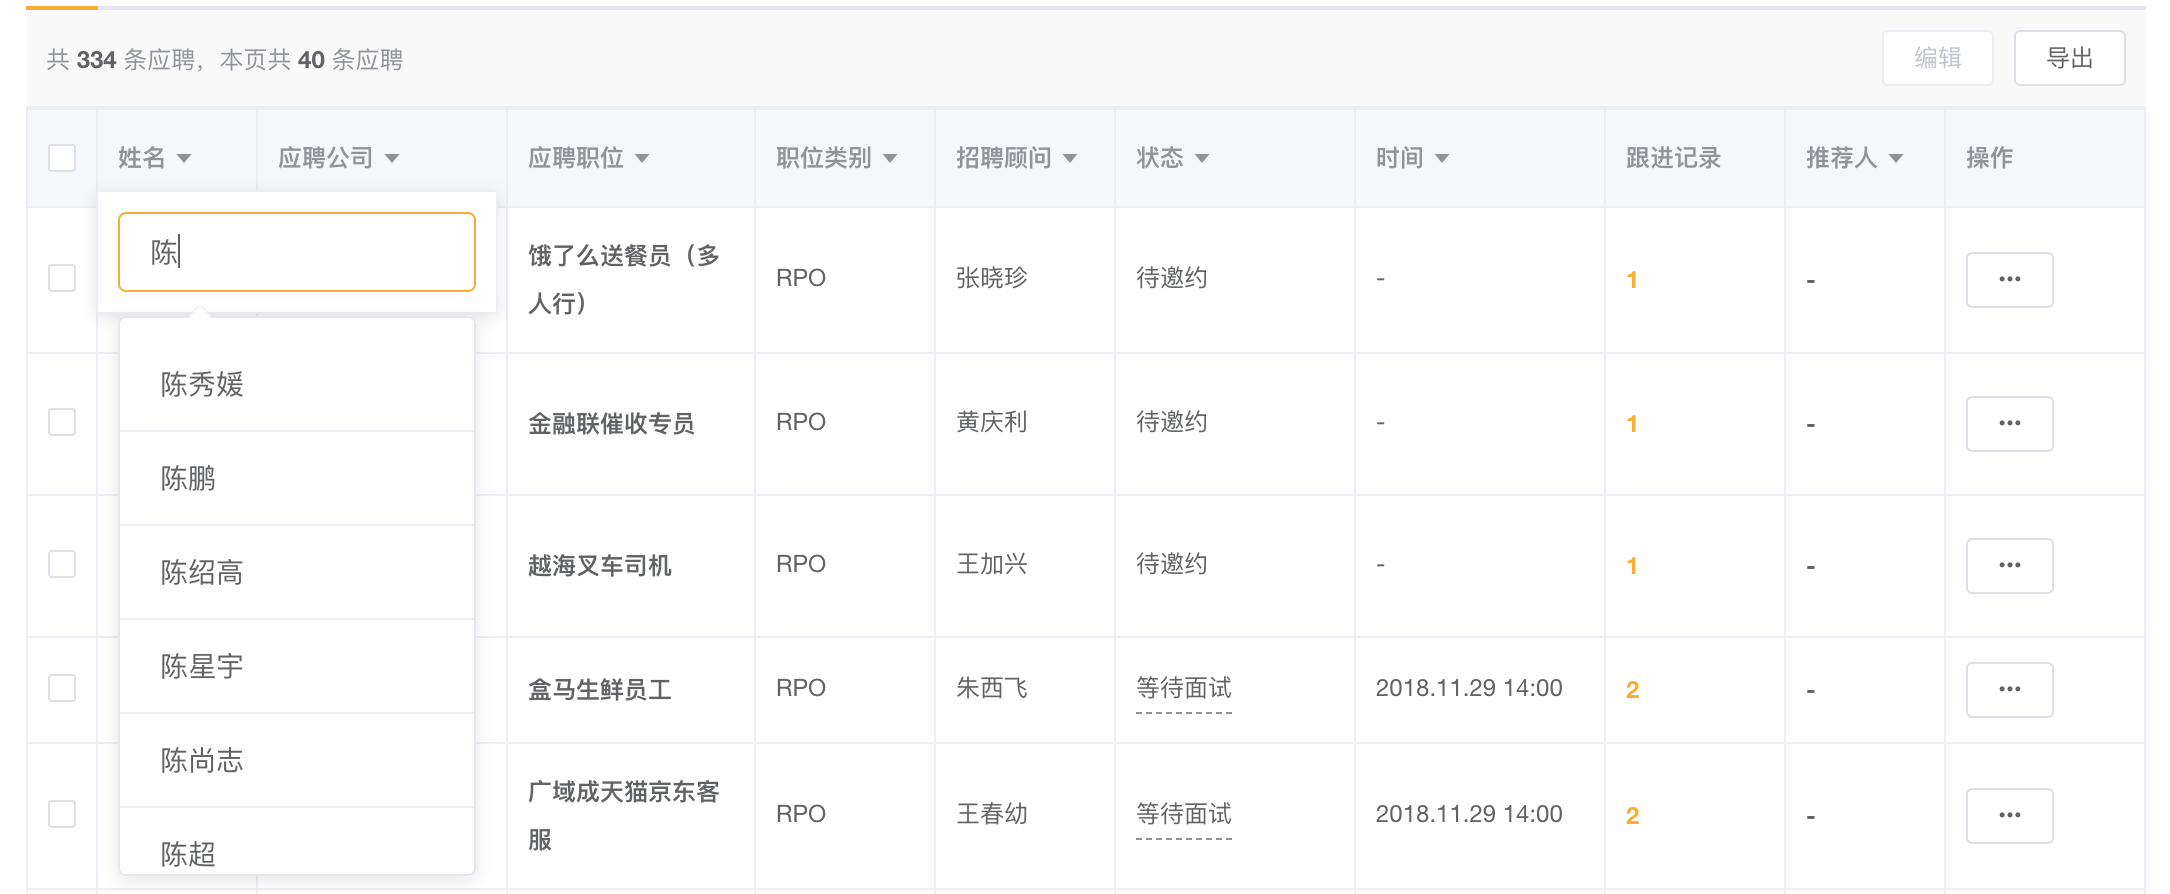 共 334 条应聘，本页共 40 条应聘
编辑
导出
姓名
应聘公司
应聘职位
职位类别
招聘顾问
状态
时间
跟进记录
推荐人
操作
陈
陈秀媛
陈鹏
陈绍高
陈星宇
陈尚志
陈超
饿了么送餐员（多
人行）
RPO
张晓珍
待邀约
-
1
-
···
金融联催收专员
RPO
黄庆利
待邀约
-
1
-
···
越海叉车司机
RPO
王加兴
待邀约
-
1
-
···
盒马生鲜员工
RPO
朱西飞
等待面试
2018.11.29 14:00
2
-
···
广域成天猫京东客
服
RPO
王春幼
等待面试
2018.11.29 14:00
2
-
···